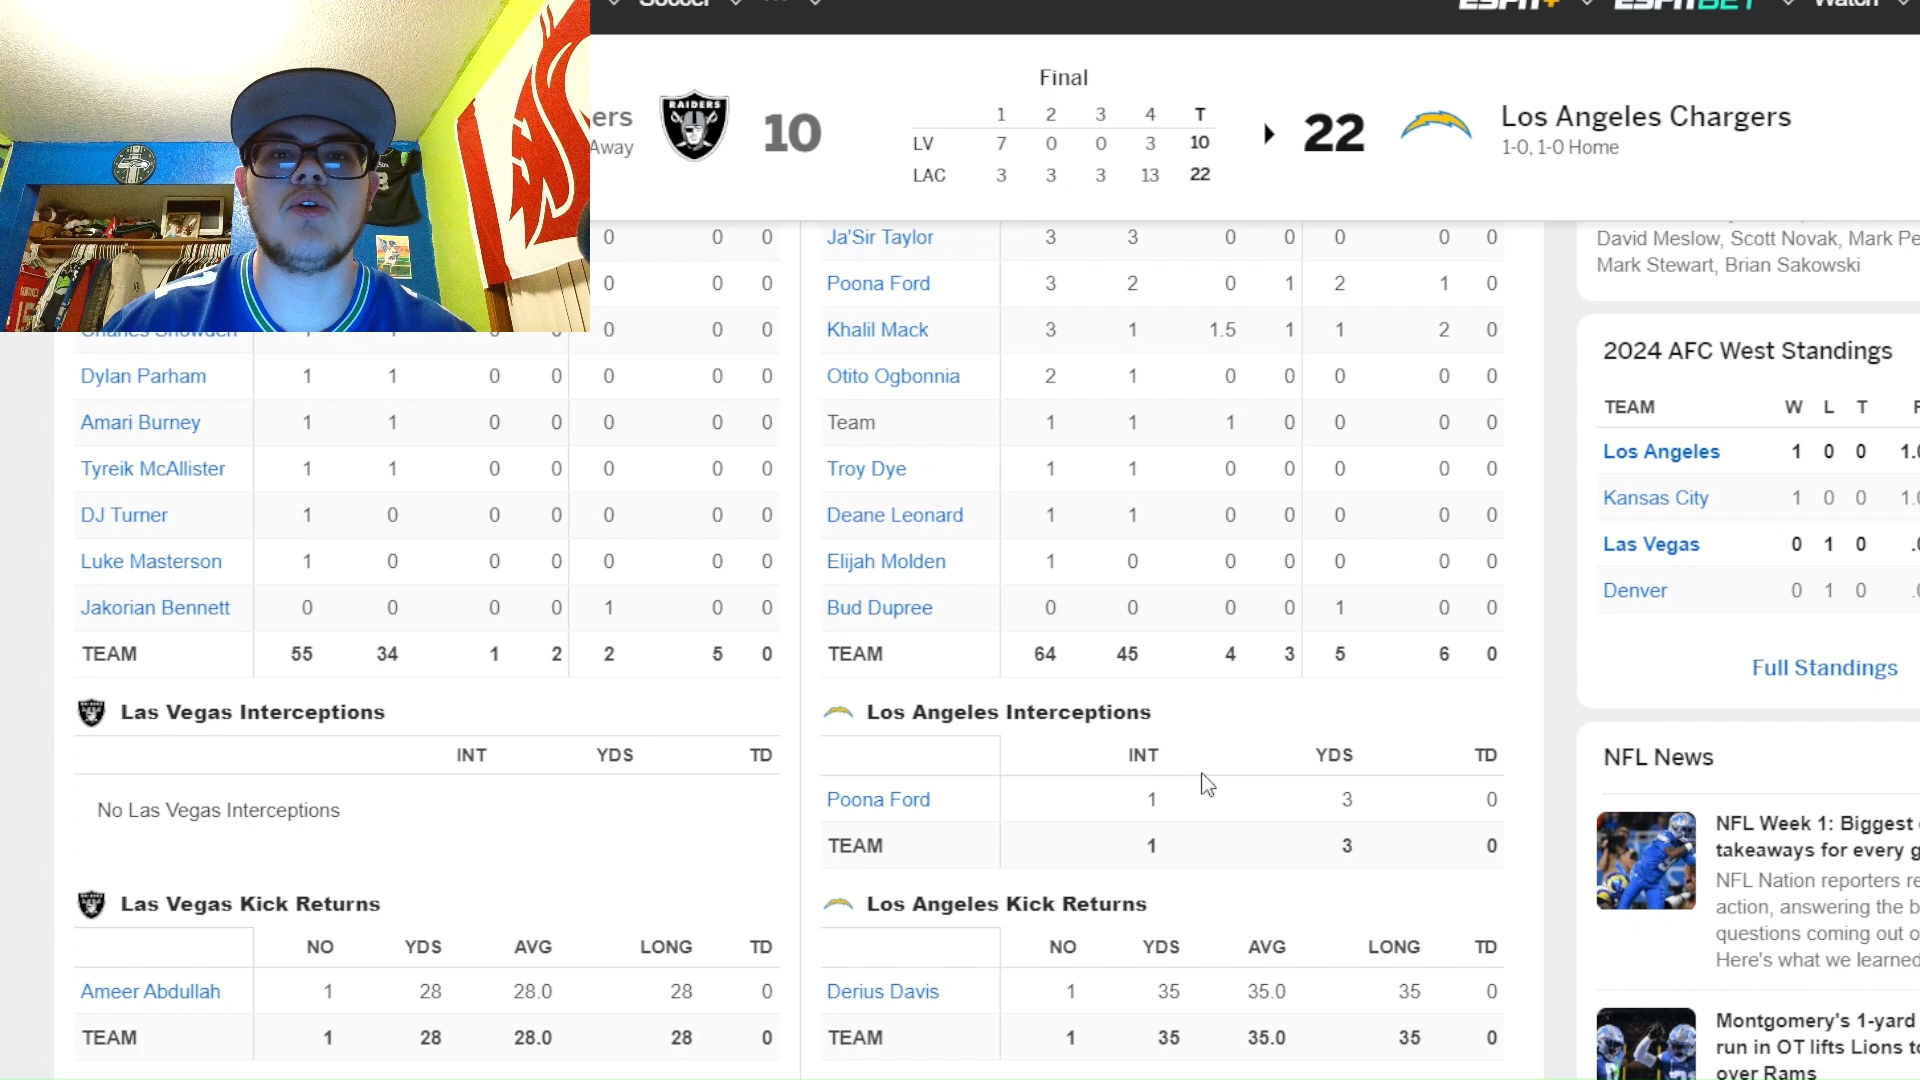 Soccer ESPN+ ESPN BET Watch
Final
ers RAIDERS 10 22 Los Angeles Chargers
Away 1-0, 1-0 Home
1 2 3 4 T
LV 7 0 0 3 10
LAC 3 3 3 13 22
0 0 0
0 0 0
0 0 0
Dylan Parham 1 1 0 0 0 0 0
Amari Burney 1 1 0 0 0 0 0
Tyreik McAllister 1 1 0 0 0 0 0
DJ Turner 1 0 0 0 0 0 0
Luke Masterson 1 0 0 0 0 0 0
Jakorian Bennett 0 0 0 0 1 0 0
TEAM 55 34 1 2 2 5 0
Ja'Sir Taylor 3 3 0 0 0 0 0
Poona Ford 3 2 0 1 2 1 0
Khalil Mack 3 1 1.5 1 1 2 0
Otito Ogbonnia 2 1 0 0 0 0 0
Team 1 1 1 0 0 0 0
Troy Dye 1 1 0 0 0 0 0
Deane Leonard 1 1 0 0 0 0 0
Elijah Molden 1 0 0 0 0 0 0
Bud Dupree 0 0 0 0 1 0 0
TEAM 64 45 4 3 5 6 0
Las Vegas Interceptions
INT YDS TD
No Las Vegas Interceptions
Los Angeles Interceptions
INT YDS TD
Poona Ford 1 3 0
TEAM 1 3 0
Las Vegas Kick Returns
NO YDS AVG LONG TD
Ameer Abdullah 1 28 28.0 28 0
TEAM 1 28 28.0 28 0
Los Angeles Kick Returns
NO YDS AVG LONG TD
Derius Davis 1 35 35.0 35 0
TEAM 1 35 35.0 35 0
David Meslow, Scott Novak, Mark Pe
Mark Stewart, Brian Sakowski
2024 AFC West Standings
TEAM W L T
Los Angeles 1 0 0 1.0
Kansas City 1 0 0 1.0
Las Vegas 0 1 0 .0
Denver 0 1 0 .0
Full Standings
NFL News
NFL Week 1: Biggest
takeaways for every g
NFL Nation reporters re
action, answering the b
questions coming out o
Here's what we learned
Montgomery's 1-yard
run in OT lifts Lions to
over Rams